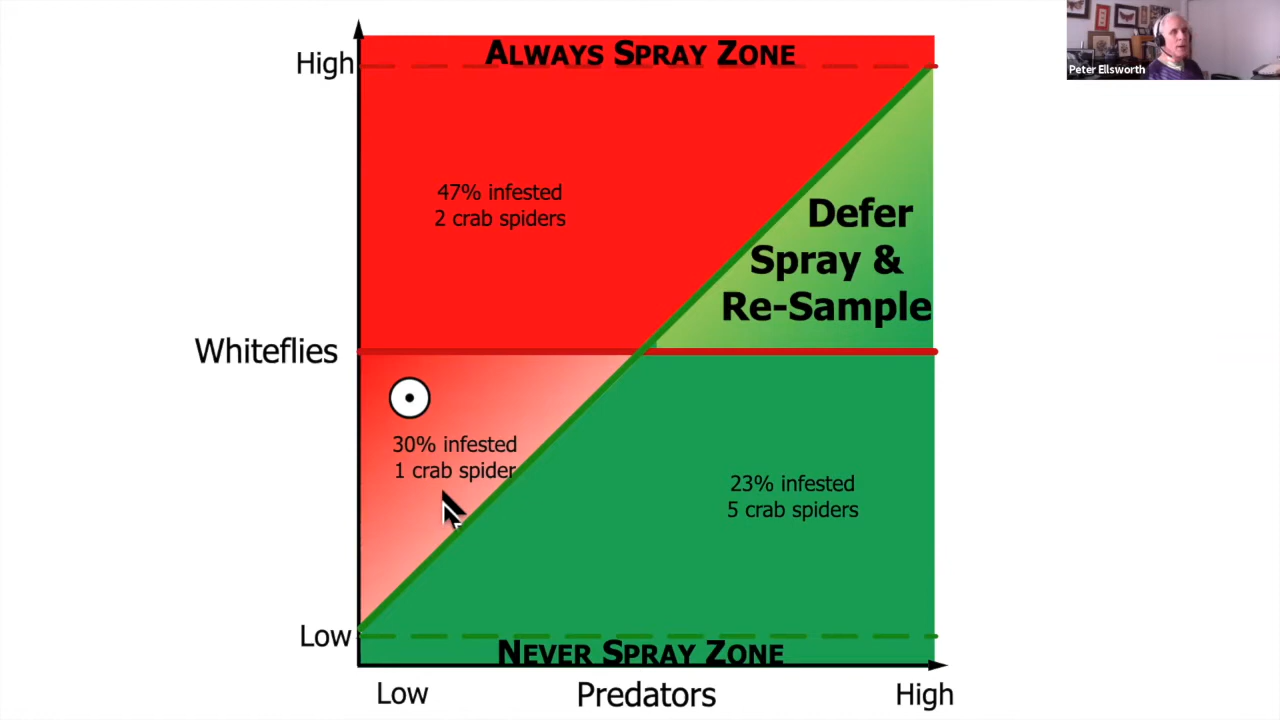 Peter Ellsworth
High
ALWAYS SPRAY ZONE
47% infested
2 crab spiders
Defer
Spray &
Re-Sample
Whiteflies
30% infested
1 crab spider
23% infested
5 crab spiders
Low
NEVER SPRAY ZONE
Low
Predators
High